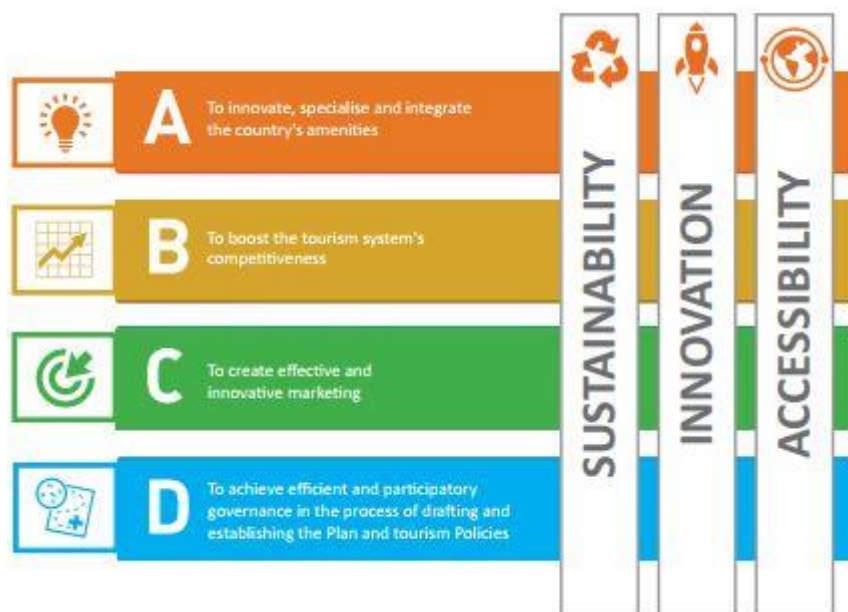 A
To innovate, specialise and integrate
the country's amenities
B
To boost the tourism system's
competitiveness
C
To create effective and
innovative marketing
D
To achieve efficient and participatory
governance in the process of drafting and
establishing the Plan and tourism Policies
SUSTAINABILITY
INNOVATION
ACCESSIBILITY